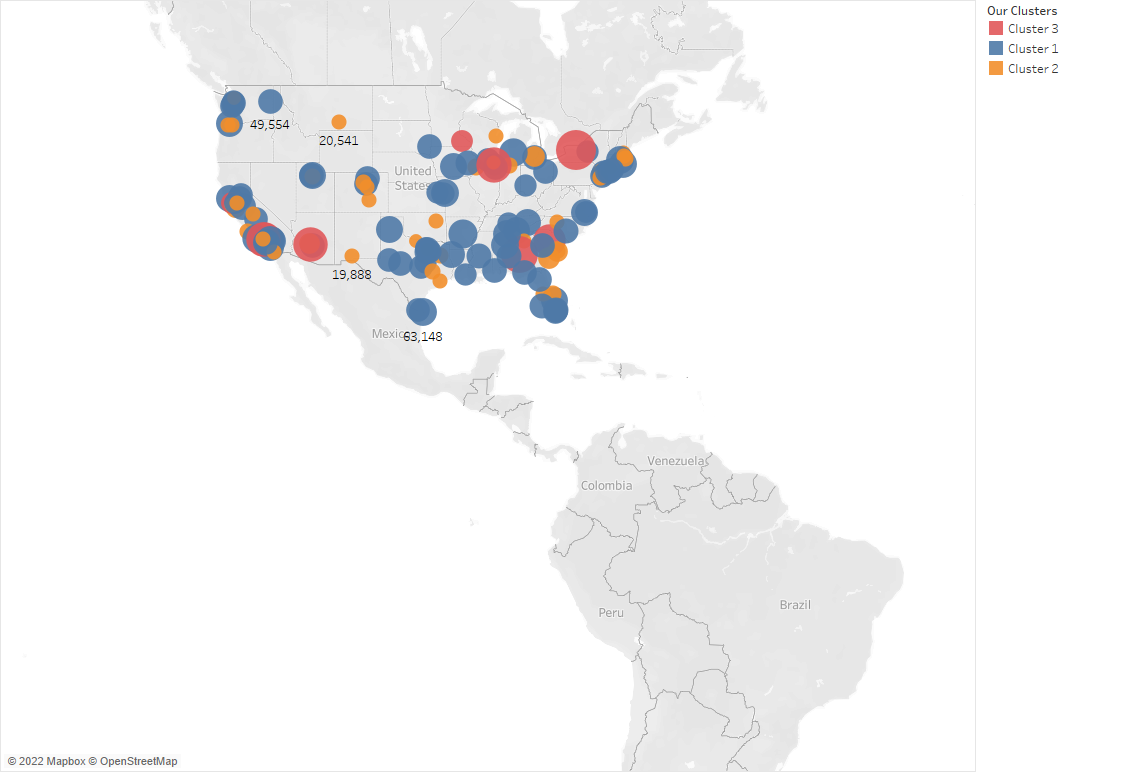 Our Clusters
Cluster 3
Cluster 1
Cluster 2
49,554
20,541
United
States
19,888
Mexico
63,148
Venezuela
Colombia
Brazil
Peru
© 2022 Mapbox © OpenStreetMap